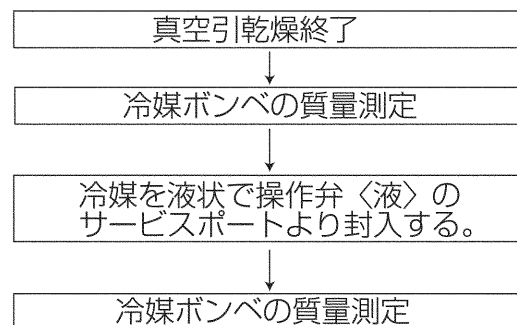 真空引乾燥終了
冷媒ボンベの質量測定
冷媒を液状で操作弁〈液〉の
サービスポートより封入する。
冷媒ボンベの質量測定